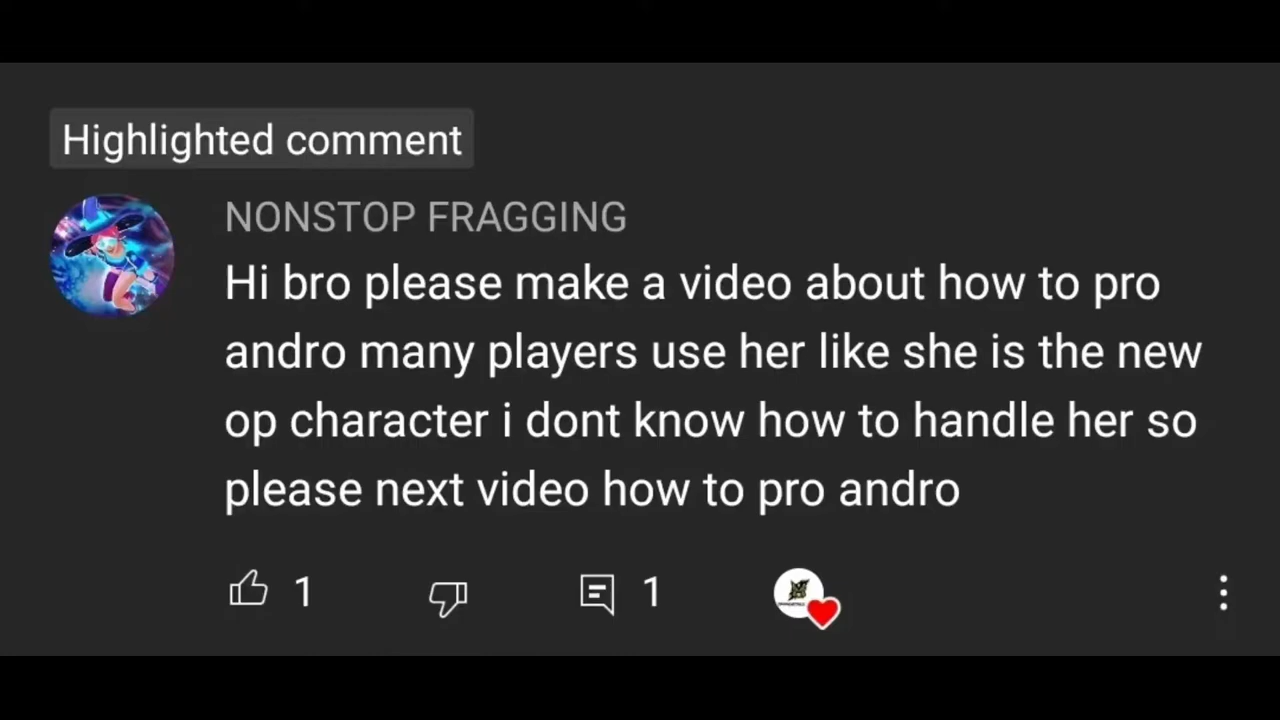 Highlighted comment
NONSTOP FRAGGING
Hi bro please make a video about how to pro
andro many players use her like she is the new
op character i dont know how to handle her so
please next video how to pro andro
1
1